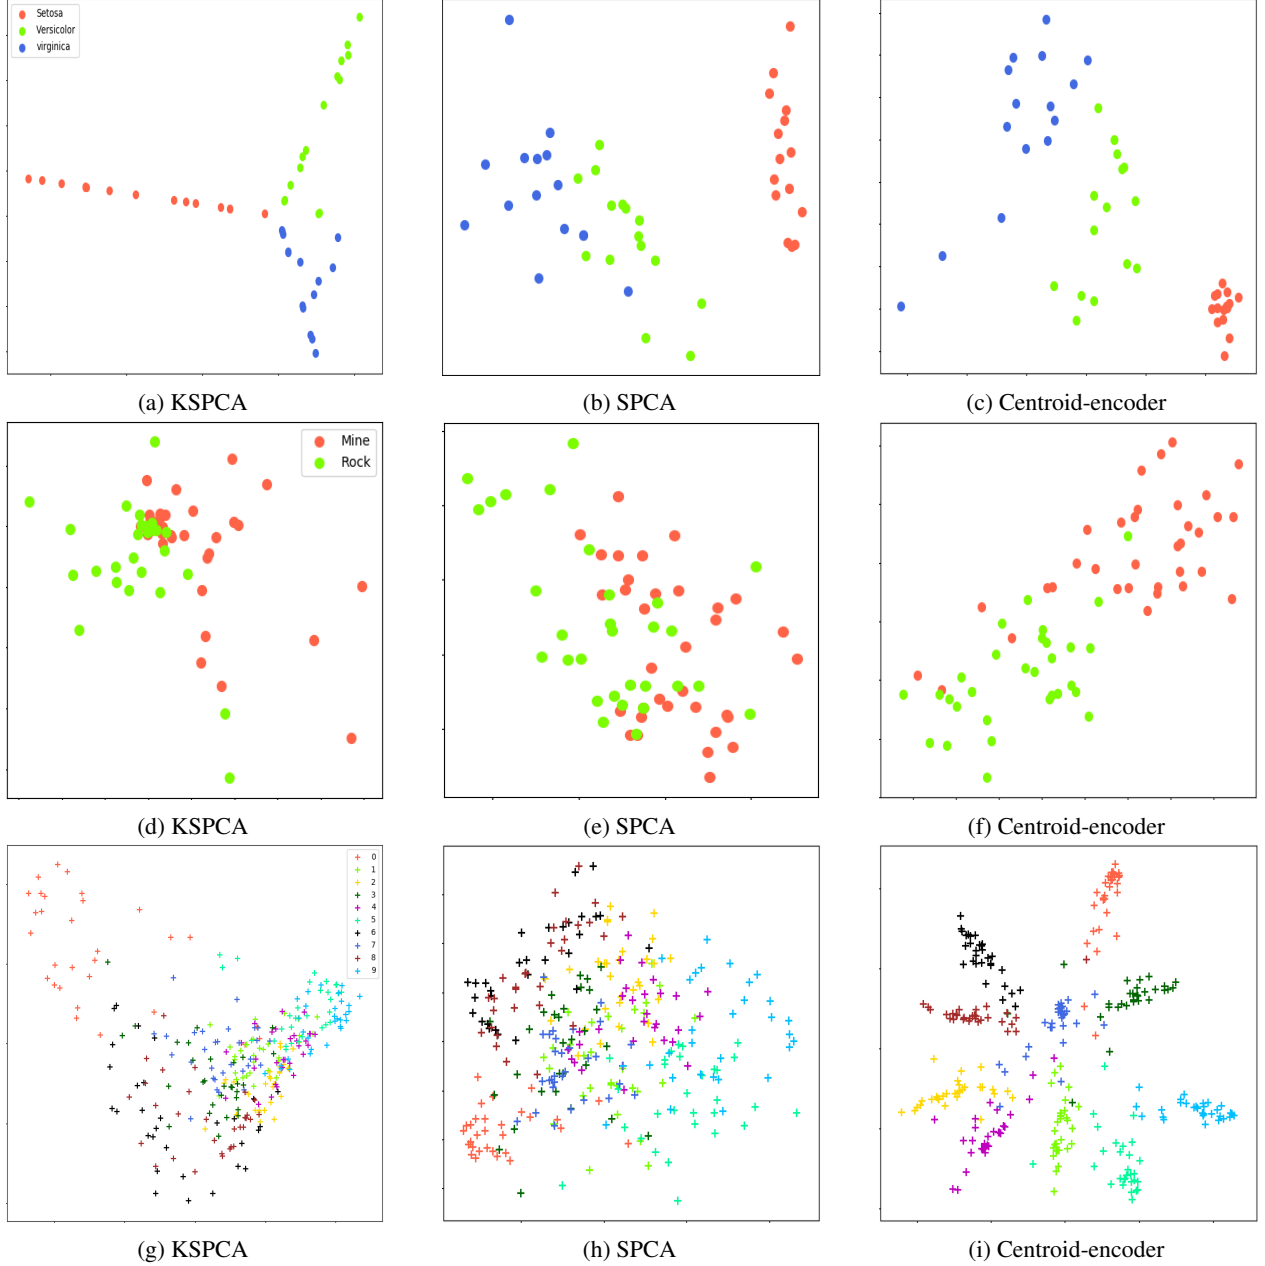 Setosa
Versicolor
virginica
(a) KSPCA
(b) SPCA
(c) Centroid-encoder
Mine
Rock
(d) KSPCA
(e) SPCA
(f) Centroid-encoder
0
1
2
3
4
5
6
7
8
9
(g) KSPCA
(h) SPCA
(i) Centroid-encoder